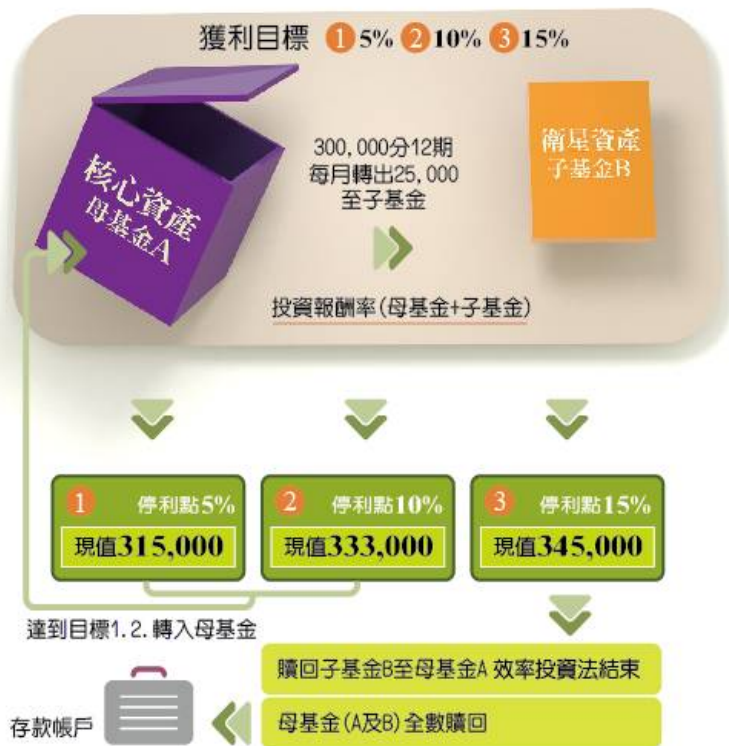 獲利目標 1 5% 2 10% 3 15%
核心資產
母基金A
300,000分12期
每月轉出25,000
至子基金
衛星資產
子基金B
投資報酬率(母基金+子基金)
1 停利點5%
現值315,000
2 停利點10%
現值333,000
3 停利點15%
現值345,000
達到目標1.2.轉入母基金
贖回子基金B至母基金A 效率投資法結束
母基金(A及B)全數贖回
存款帳戶